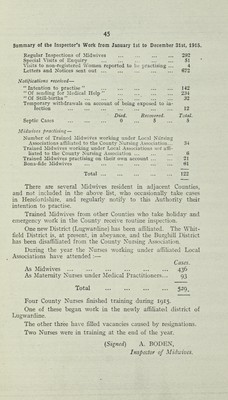 45
Summary of the Inspector's Work from January 1st to December 31st, 1915.
Regular Inspections of Midwives ... 292
Special Visits of Enquiry ... 51
Visits to non-registered Women reported to be practising ... 4
Letters and Notices sent out ... 872
Notifications received—
"Intention to practise" ... 142
"Of sending for Medical Help" ... 234
"Of Still-births" ... 32
Temporary withdrawals on account of being exposed to in-
fection ... 12
Died. Recovered. Total.
Septic Cases ... 0 5 5
Midwives practising—
Number of Trained Midwives working under Local Nursing
Associations affiliated to the County Nursing Association ... 34
Trained Midwives working under Local Associations not affi-
liated to the County Nursing Association ... 6
Trained Midwives practising on their own account ... 21
Bona-fide Midwives ... 61
Total ... 122
There are several Midwives resident in adjacent Counties,
and not included in the above list, who occasionally take cases
in Herefordshire, and regularly notify to this Authority their
intention to practise.
Trained Midwives from other Counties who take holiday and
emergency work in the County receive routine inspection.
One new District (Lugwardine) has been affiliated. The Whit-
field District is, at present, in abeyance, and the Burghill District
has been disaffiliated from the County Nursing Association.
During the year the Nurses working under affiliated Local
Associations have attended :—
Cases.
As Midwives ... 436
As Maternity Nurses under Medical Practitioners... 93
Total ... 529
Four County Nurses finished training during 1915.
One of these began work in the newly affiliated district of
Lugwardine.
The other three have filled vacancies caused by resignations.
Two Nurses were in training at the end of the year.
(Signed) A. BODEN,
Inspector of Midwives.